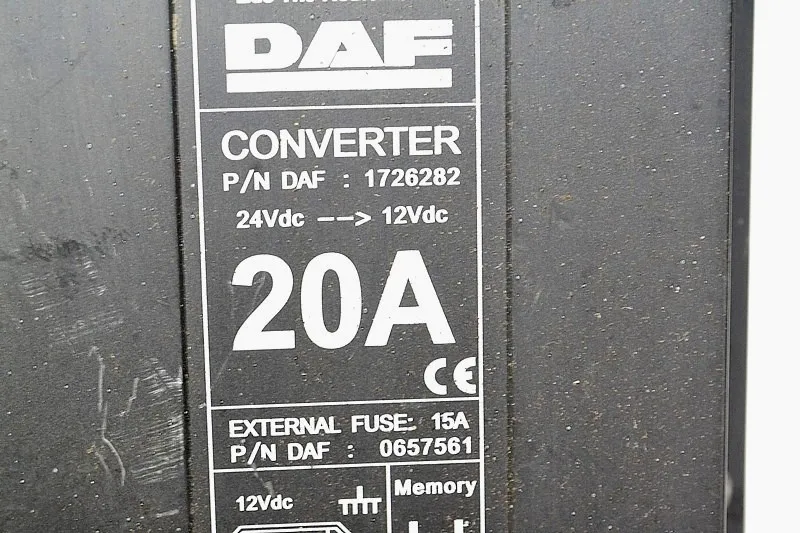 DAF
CONVERTER
P/N DAF : 1726282
24Vdc --> 12Vdc
20A
CE
EXTERNAL FUSE: 15A
P/N DAF : 0657561
12Vdc
Memory